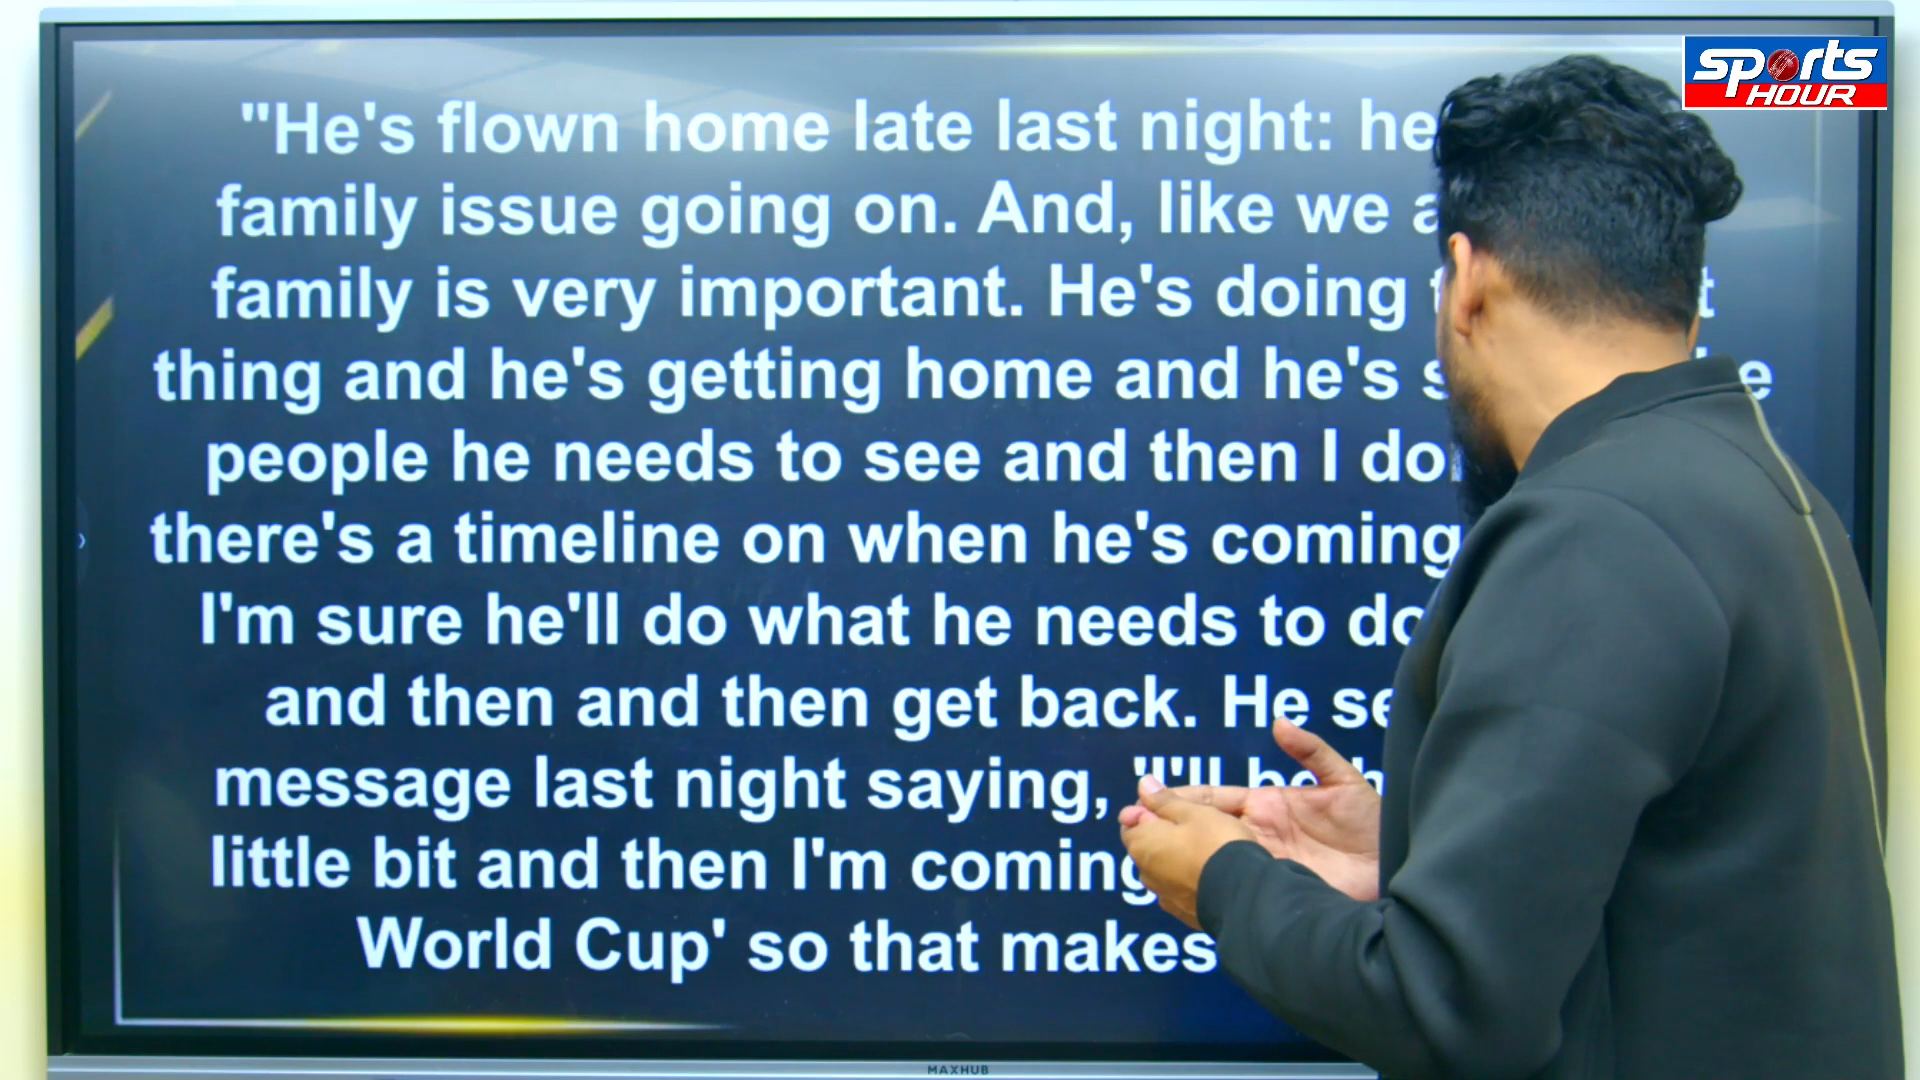 "He's flown home late last night: he
family issue going on. And, like we
family is very important. He's doing
thing and he's getting home and he's
people he needs to see and then I
there's a timeline on when he's coming
I'm sure he'll do what he needs to do
and then and then get back. He
message last night saying, 'I'll be
little bit and then I'm coming
World Cup' so that makes
sports
HOUR
MAXHUB